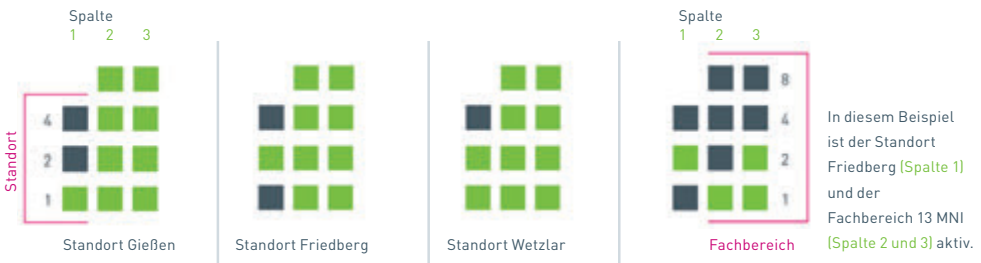 Spalte
1 2 3
Standort
4
2
1
Standort Gießen
Standort Friedberg
Standort Wetzlar
Spalte
1 2 3
8
4
2
1
Fachbereich
In diesem Beispiel
ist der Standort
Friedberg (Spalte 1)
und der
Fachbereich 13 MNI
(Spalte 2 und 3) aktiv.